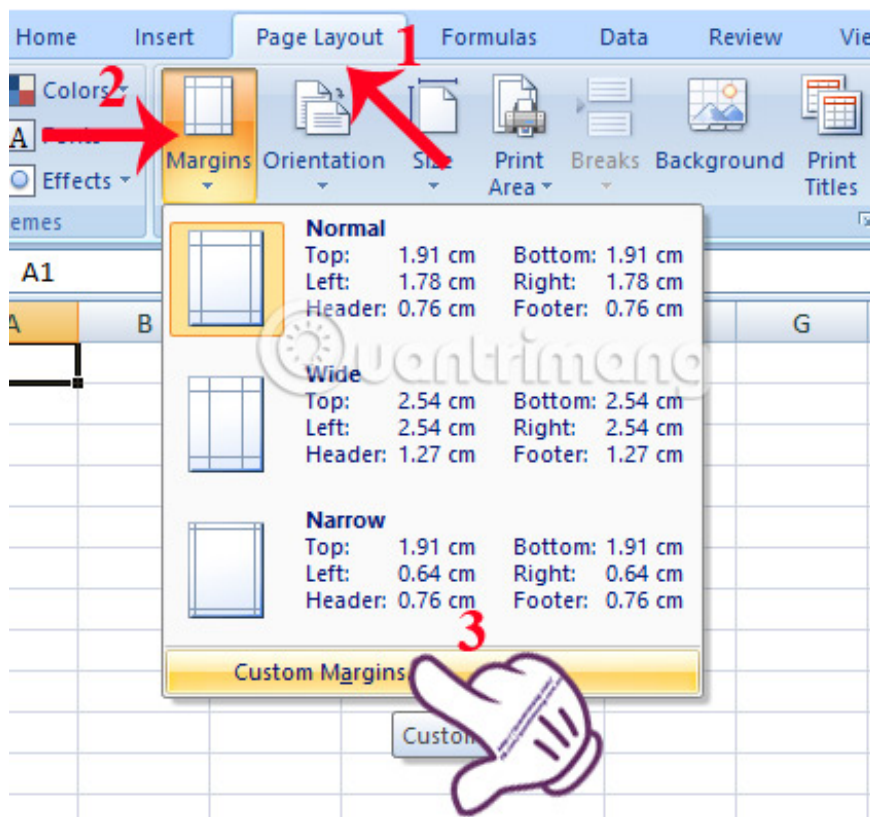 Home Insert Page Layout Formulas Data Review
1
2
Colors
A
Effects
Margins Orientation Size Print Area Breaks Background Print Titles
emes
A1
A B G
Normal
Top: 1.91 cm Bottom: 1.91 cm
Left: 1.78 cm Right: 1.78 cm
Header: 0.76 cm Footer: 0.76 cm
Quantrimang
Wide
Top: 2.54 cm Bottom: 2.54 cm
Left: 2.54 cm Right: 2.54 cm
Header: 1.27 cm Footer: 1.27 cm
Narrow
Top: 1.91 cm Bottom: 1.91 cm
Left: 0.64 cm Right: 0.64 cm
Header: 0.76 cm Footer: 0.76 cm
3
Custom Margins
Custom